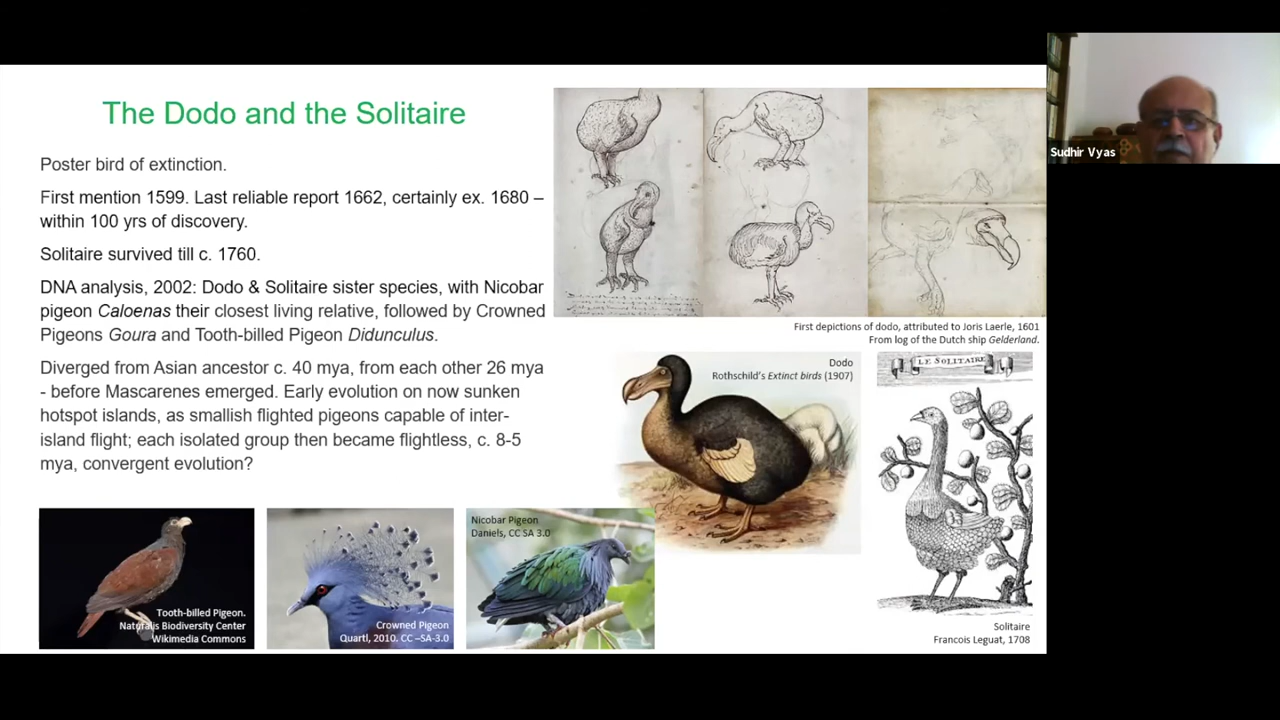 The Dodo and the Solitaire
Poster bird of extinction.
First mention 1599. Last reliable report 1662, certainly ex. 1680 –
within 100 yrs of discovery.
Solitaire survived till c. 1760.
DNA analysis, 2002: Dodo & Solitaire sister species, with Nicobar
pigeon Caloenas their closest living relative, followed by Crowned
Pigeons Goura and Tooth-billed Pigeon Didunculus.
Diverged from Asian ancestor c. 40 mya, from each other 26 mya
- before Mascarenes emerged. Early evolution on now sunken
hotspot islands, as smallish flighted pigeons capable of inter-
island flight; each isolated group then became flightless, c. 8-5
mya, convergent evolution?
First depictions of dodo, attributed to Joris Laerle, 1601
From log of the Dutch ship Gelderland.
Dodo
Rothschild's Extinct birds (1907)
LE SOLITAIRE
Solitaire
Francois Leguat, 1708
Tooth-billed Pigeon.
Naturalis Biodiversity Center
Wikimedia Commons
Crowned Pigeon
Quartl, 2010. CC –SA-3.0
Nicobar Pigeon
Daniels, CC SA 3.0
Sudhir Vyas